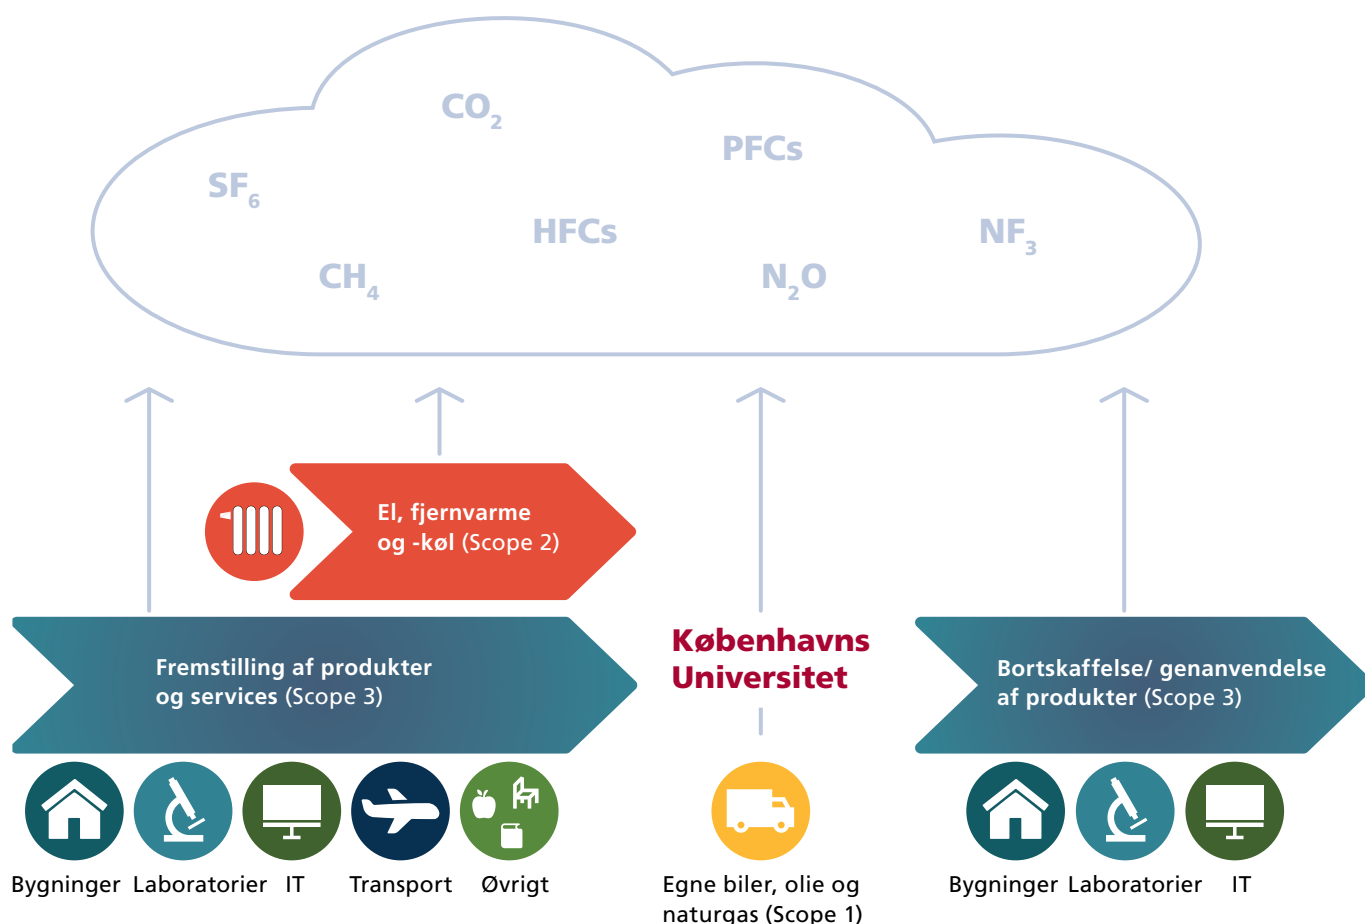 CO₂
PFCs
SF₆
HFCs
NF₃
CH₄
N₂O
El, fjernvarme
og -køl (Scope 2)
Fremstilling af produkter
og services (Scope 3)
Københavns
Universitet
Bortskaffelse/ genanvendelse
af produkter (Scope 3)
Bygninger
Laboratorier
IT
Transport
Øvrigt
Egne biler, olie og
naturgas (Scope 1)
Bygninger
Laboratorier
IT